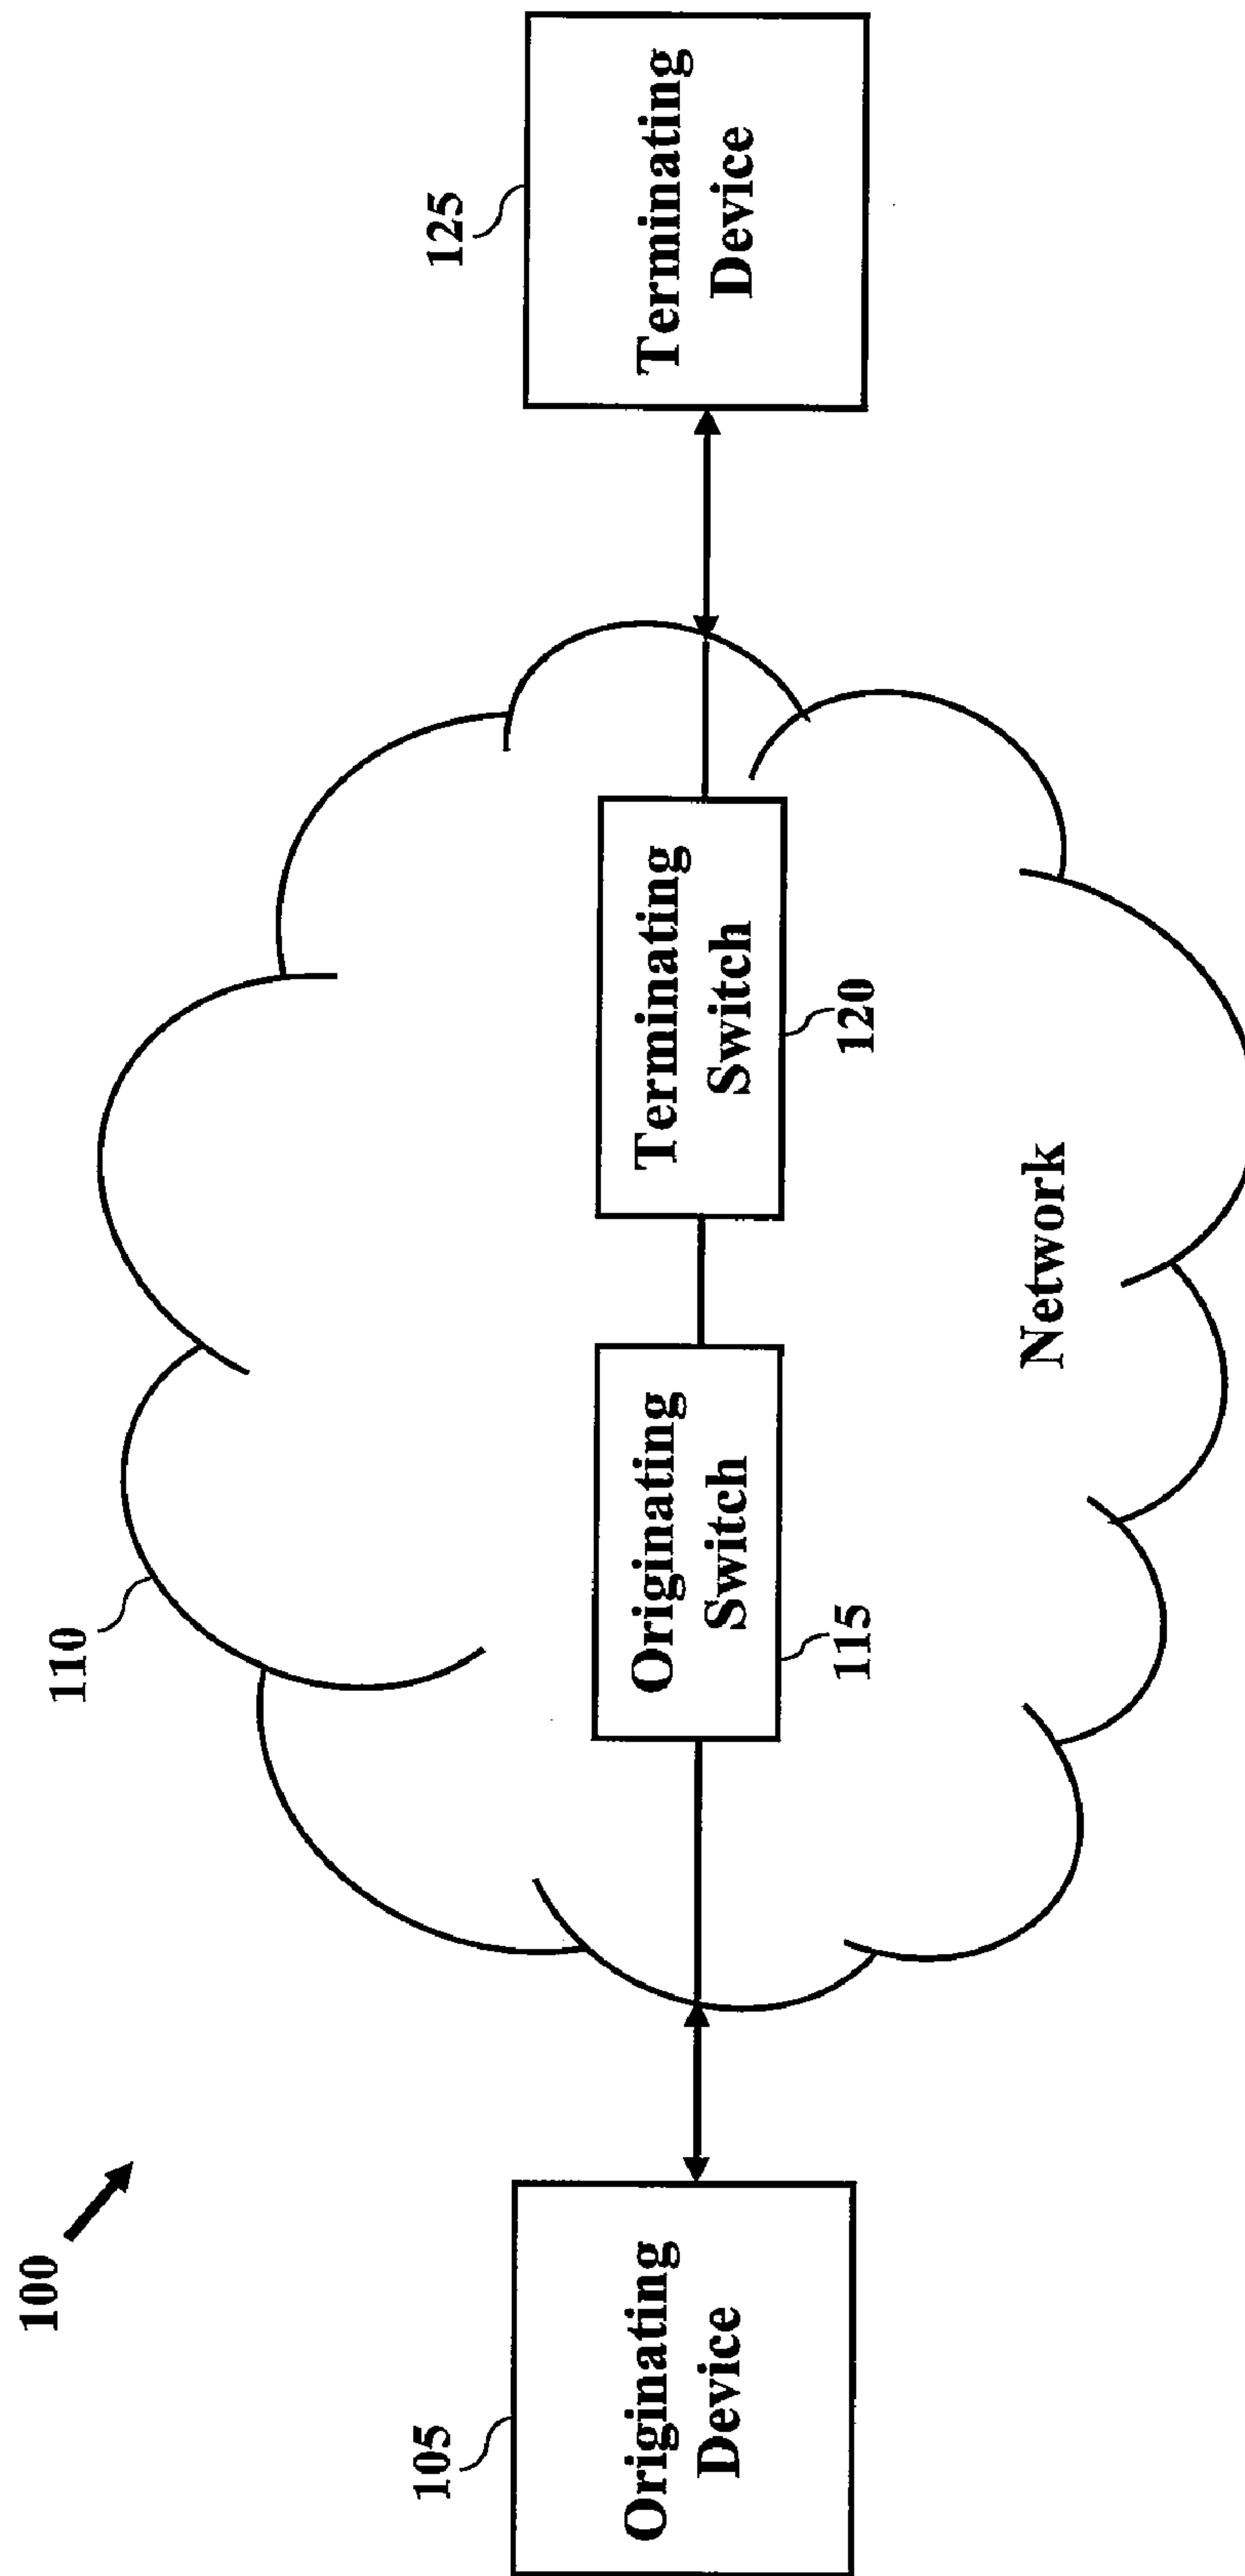 100
110
125
105
Originating
Device
Originating
Switch
115
Terminating
Switch
120
Terminating
Device
Network